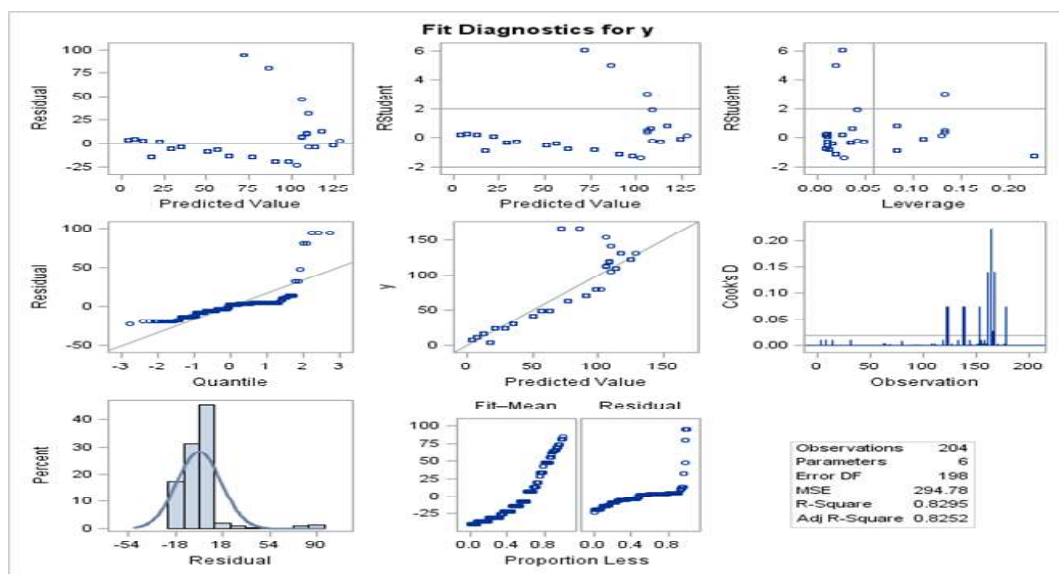 Fit Diagnostics for y
Residual
100
75
50
25
0
-25
0 25 50 75 100 125
Predicted Value
RStudent
6
4
2
0
-2
0 25 50 75 100 125
Predicted Value
RStudent
6
4
2
0
-2
0.00 0.05 0.10 0.15 0.20
Leverage
Residual
100
50
0
-50
-3 -2 -1 0 1 2 3
Quantile
y
150
100
50
0
0 50 100 150
Predicted Value
Cook's D
0.20
0.15
0.10
0.05
0.00
0 50 100 150 200
Observation
Percent
40
30
20
10
0
-54 -18 18 54 90
Residual
Fit–Mean Residual
100
75
50
25
0
-25
0.0 0.4 0.8 0.0 0.4 0.8
Proportion Less
Observations 204
Parameters 6
Error DF 198
MSE 294.78
R-Square 0.8295
Adj R-Square 0.8252